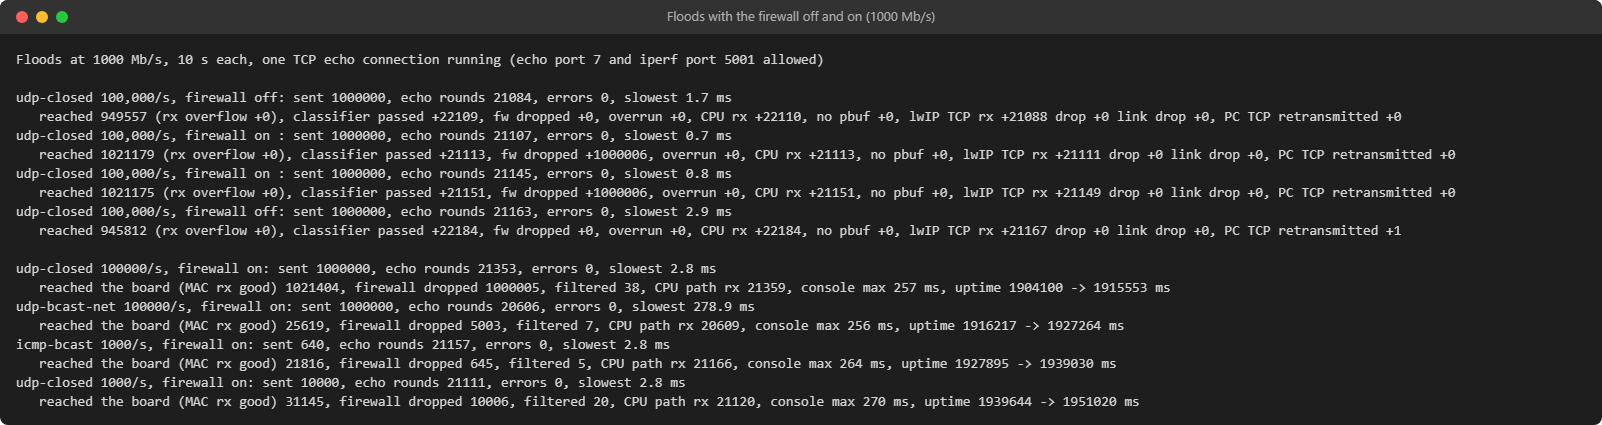 Floods with the firewall off and on (1000 Mb/s)
Floods at 1000 Mb/s, 10 s each, one TCP echo connection running (echo port 7 and iperf port 5001 allowed)
udp-closed 100,000/s, firewall off: sent 1000000, echo rounds 21084, errors 0, slowest 1.7 ms
reached 949557 (rx overflow +0), classifier passed +22109, fw dropped +0, overrun +0, CPU rx +22110, no pbuf +0, lwIP TCP rx +21088 drop +0 link drop +0, PC TCP retransmitted +0
udp-closed 100,000/s, firewall on : sent 1000000, echo rounds 21107, errors 0, slowest 0.7 ms
reached 1021179 (rx overflow +0), classifier passed +21113, fw dropped +1000006, overrun +0, CPU rx +21113, no pbuf +0, lwIP TCP rx +21111 drop +0 link drop +0, PC TCP retransmitted +0
udp-closed 100,000/s, firewall on : sent 1000000, echo rounds 21145, errors 0, slowest 0.8 ms
reached 1021175 (rx overflow +0), classifier passed +21151, fw dropped +1000006, overrun +0, CPU rx +21151, no pbuf +0, lwIP TCP rx +21149 drop +0 link drop +0, PC TCP retransmitted +0
udp-closed 100,000/s, firewall off: sent 1000000, echo rounds 21163, errors 0, slowest 2.9 ms
reached 945812 (rx overflow +0), classifier passed +22184, fw dropped +0, overrun +0, CPU rx +22184, no pbuf +0, lwIP TCP rx +21167 drop +0 link drop +0, PC TCP retransmitted +1
udp-closed 100000/s, firewall on: sent 1000000, echo rounds 21353, errors 0, slowest 2.8 ms
reached the board (MAC rx good) 1021404, firewall dropped 1000005, filtered 38, CPU path rx 21359, console max 257 ms, uptime 1904100 -> 1915553 ms
udp-bcast-net 100000/s, firewall on: sent 1000000, echo rounds 20606, errors 0, slowest 278.9 ms
reached the board (MAC rx good) 25619, firewall dropped 5003, filtered 7, CPU path rx 20609, console max 256 ms, uptime 1916217 -> 1927264 ms
icmp-bcast 1000/s, firewall on: sent 640, echo rounds 21157, errors 0, slowest 2.8 ms
reached the board (MAC rx good) 21816, firewall dropped 645, filtered 5, CPU path rx 21166, console max 264 ms, uptime 1927895 -> 1939030 ms
udp-closed 1000/s, firewall on: sent 10000, echo rounds 21111, errors 0, slowest 2.8 ms
reached the board (MAC rx good) 31145, firewall dropped 10006, filtered 20, CPU path rx 21120, console max 270 ms, uptime 1939644 -> 1951020 ms